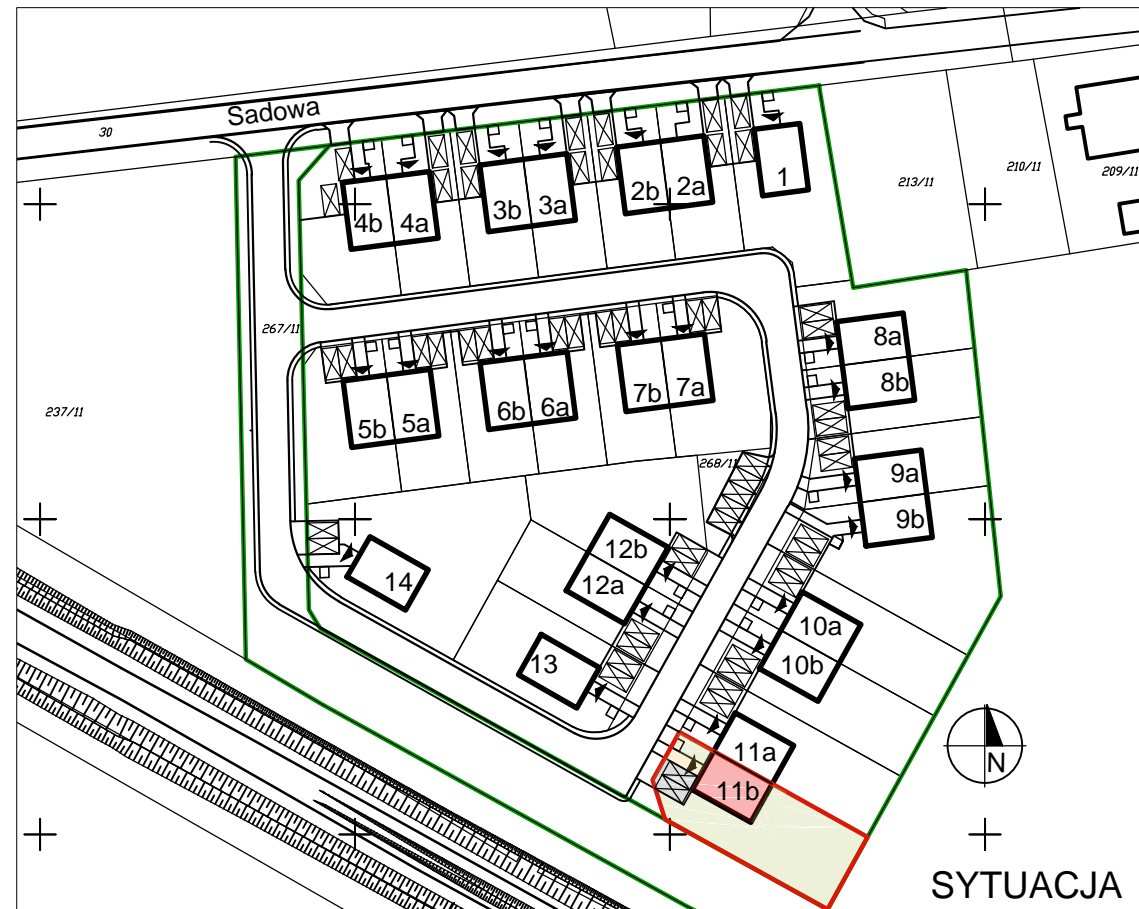 Sadowa
30
213/11
210/11
209/11
4b 4a
3b 3a
2b 2a
1
267/11
237/11
5b 5a
6b 6a
7b 7a
8a
8b
9a
9b
268/11
12b
12a
14
13
10a
10b
11a
11b
N
SYTUACJA